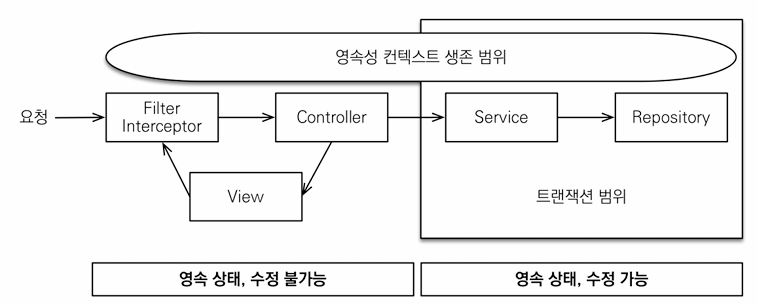 영속성 컨텍스트 생존 범위
요청
Filter
Interceptor
Controller
Service
Repository
View
트랜잭션 범위
영속 상태, 수정 불가능
영속 상태, 수정 가능